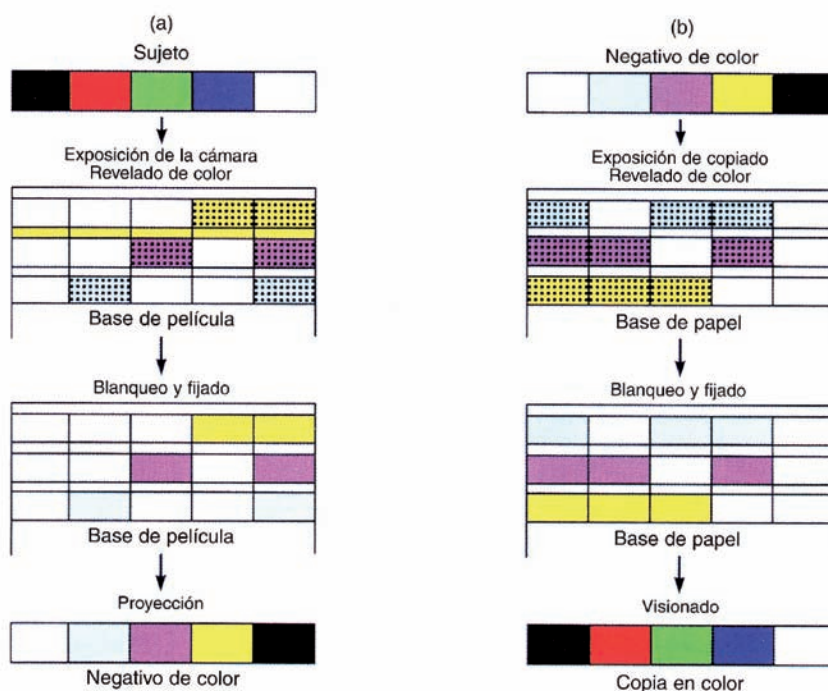 (a)
Sujeto
Exposición de la cámara
Revelado de color
Base de película
Blanqueo y fijado
Base de película
Proyección
Negativo de color
(b)
Negativo de color
Exposición de copiado
Revelado de color
Base de papel
Blanqueo y fijado
Base de papel
Visionado
Copia en color